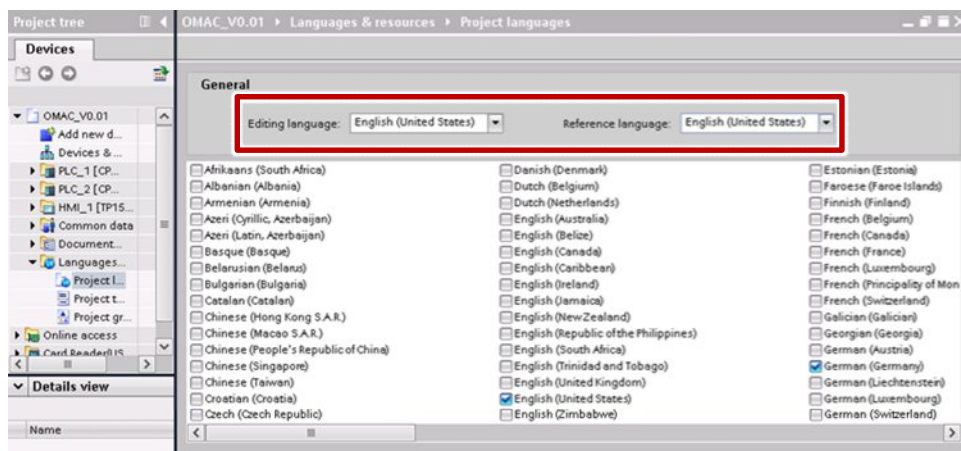 Project tree
OMAC_V0.01 ▸ Languages & resources ▸ Project languages
Devices
General
Editing language: English (United States)
Reference language: English (United States)
OMAC_V0.01
Add new d...
Devices & ...
PLC_1 [CP...
PLC_2 [CP...
HMI_1 [TP15...
Common data
Document...
Languages...
Project l...
Project t...
Project gr...
Online access
Card Reader/US
Details view
Name
Afrikaans (South Africa)
Albanian (Albania)
Armenian (Armenia)
Azeri (Cyrillic, Azerbaijan)
Azeri (Latin, Azerbaijan)
Basque (Basque)
Belarusian (Belarus)
Bulgarian (Bulgaria)
Catalan (Catalan)
Chinese (Hong Kong S.A.R.)
Chinese (Macao S.A.R.)
Chinese (People's Republic of China)
Chinese (Singapore)
Chinese (Taiwan)
Croatian (Croatia)
Czech (Czech Republic)
Danish (Denmark)
Dutch (Belgium)
Dutch (Netherlands)
English (Australia)
English (Belize)
English (Canada)
English (Caribbean)
English (Ireland)
English (Jamaica)
English (New Zealand)
English (Republic of the Philippines)
English (South Africa)
English (Trinidad and Tobago)
English (United Kingdom)
English (United States)
English (Zimbabwe)
Estonian (Estonia)
Faroese (Faroe Islands)
Finnish (Finland)
French (Belgium)
French (Canada)
French (France)
French (Luxembourg)
French (Principality of Mon
French (Switzerland)
Galician (Galician)
Georgian (Georgia)
German (Austria)
German (Germany)
German (Liechtenstein)
German (Luxembourg)
German (Switzerland)